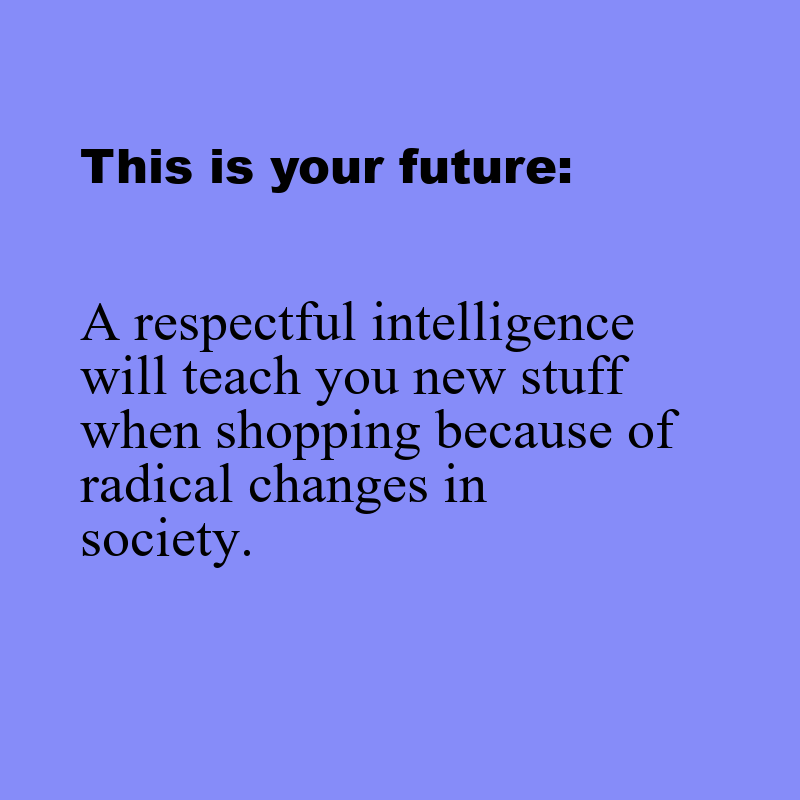 This is your future:
A respectful intelligence
will teach you new stuff
when shopping because of
radical changes in
society.